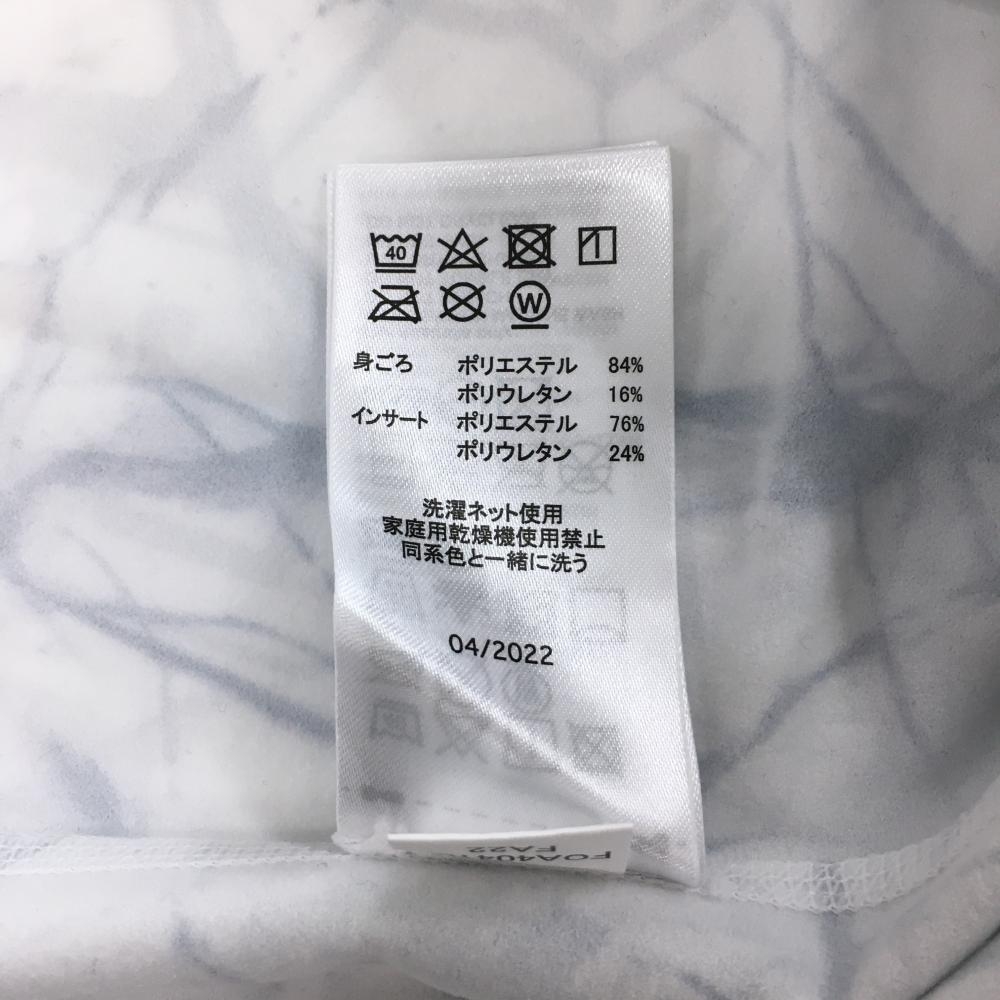 40
W
身ごろ ポリエステル 84%
ポリウレタン 16%
インサート ポリエステル 76%
ポリウレタン 24%
洗濯ネット使用
家庭用乾燥機使用禁止
同系色と一緒に洗う
04/2022
FA22